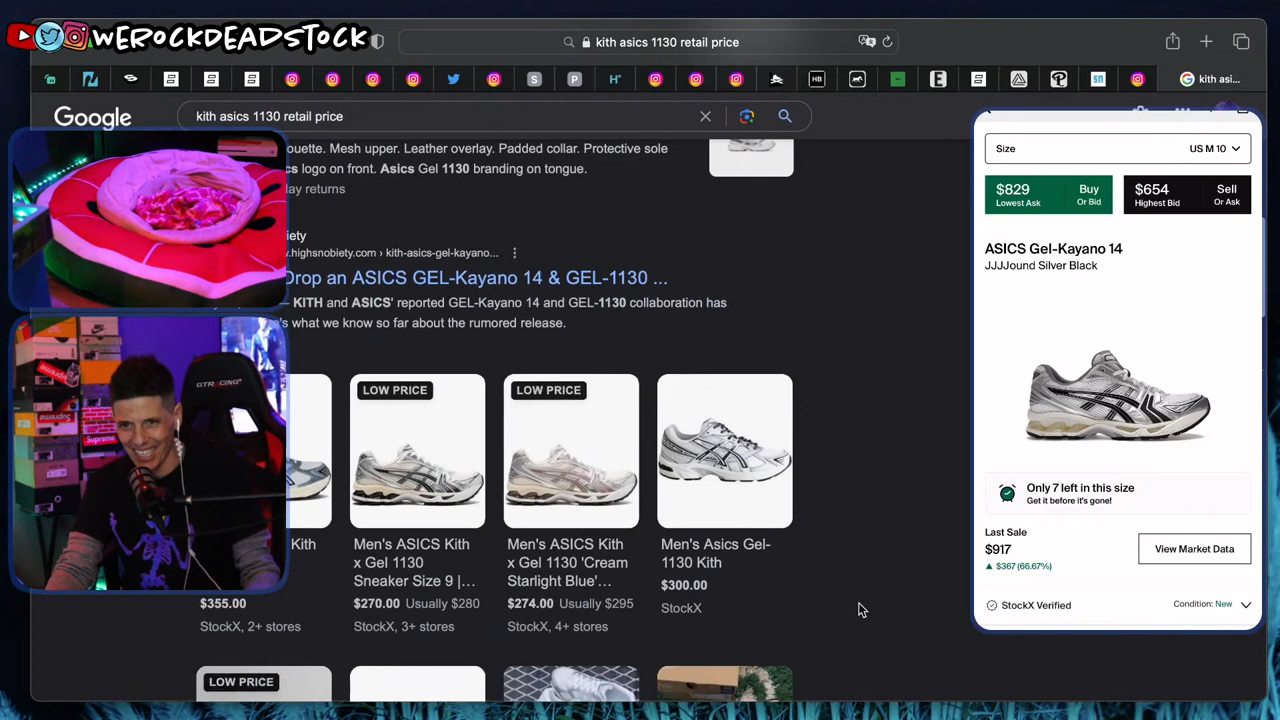 WEROCKDEADSTOCK
kith asics 1130 retail price
kith asi...
Google
kith asics 1130 retail price
ouette. Mesh upper. Leather overlay. Padded collar. Protective sole
cs logo on front. Asics Gel 1130 branding on tongue.
ay returns
iety
w.highsnobiety.com › kith-asics-gel-kayano...
Drop an ASICS GEL-Kayano 14 & GEL-1130 ...
— KITH and ASICS' reported GEL-Kayano 14 and GEL-1130 collaboration has
's what we know so far about the rumored release.
LOW PRICE
LOW PRICE
Kith
$355.00
StockX, 2+ stores
Men's ASICS Kith
x Gel 1130
Sneaker Size 9 |...
$270.00 Usually $280
StockX, 3+ stores
Men's ASICS Kith
x Gel 1130 'Cream
Starlight Blue'...
$274.00 Usually $295
StockX, 4+ stores
Men's Asics Gel-
1130 Kith
$300.00
StockX
LOW PRICE
Size
US M 10
$829
Lowest Ask
Buy
Or Bid
$654
Highest Bid
Sell
Or Ask
ASICS Gel-Kayano 14
JJJJound Silver Black
Only 7 left in this size
Get it before it's gone!
Last Sale
$917
▲ $367 (66.67%)
View Market Data
StockX Verified
Condition: New
GTRACING
Supreme